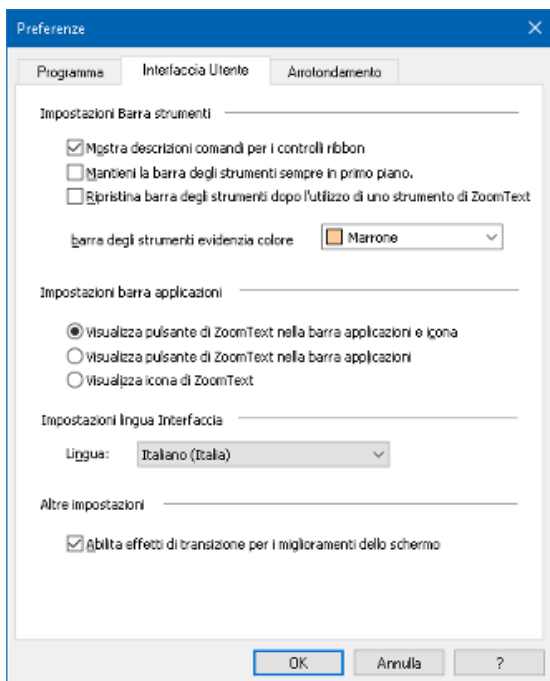 Preferenze
Programma Interfaccia Utente Arrotondamento
Impostazioni Barra strumenti
Mostra descrizioni comandi per i controlli ribbon
Mantieni la barra degli strumenti sempre in primo piano.
Ripristina barra degli strumenti dopo l'utilizzo di uno strumento di ZoomText
barra degli strumenti evidenzia colore Marrone
Impostazioni barra applicazioni
Visualizza pulsante di ZoomText nella barra applicazioni e icona
Visualizza pulsante di ZoomText nella barra applicazioni
Visualizza icona di ZoomText
Impostazioni lingua Interfaccia
Lingua: Italiano (Italia)
Altre impostazioni
Abilita effetti di transizione per i miglioramenti dello schermo
OK Annulla ?